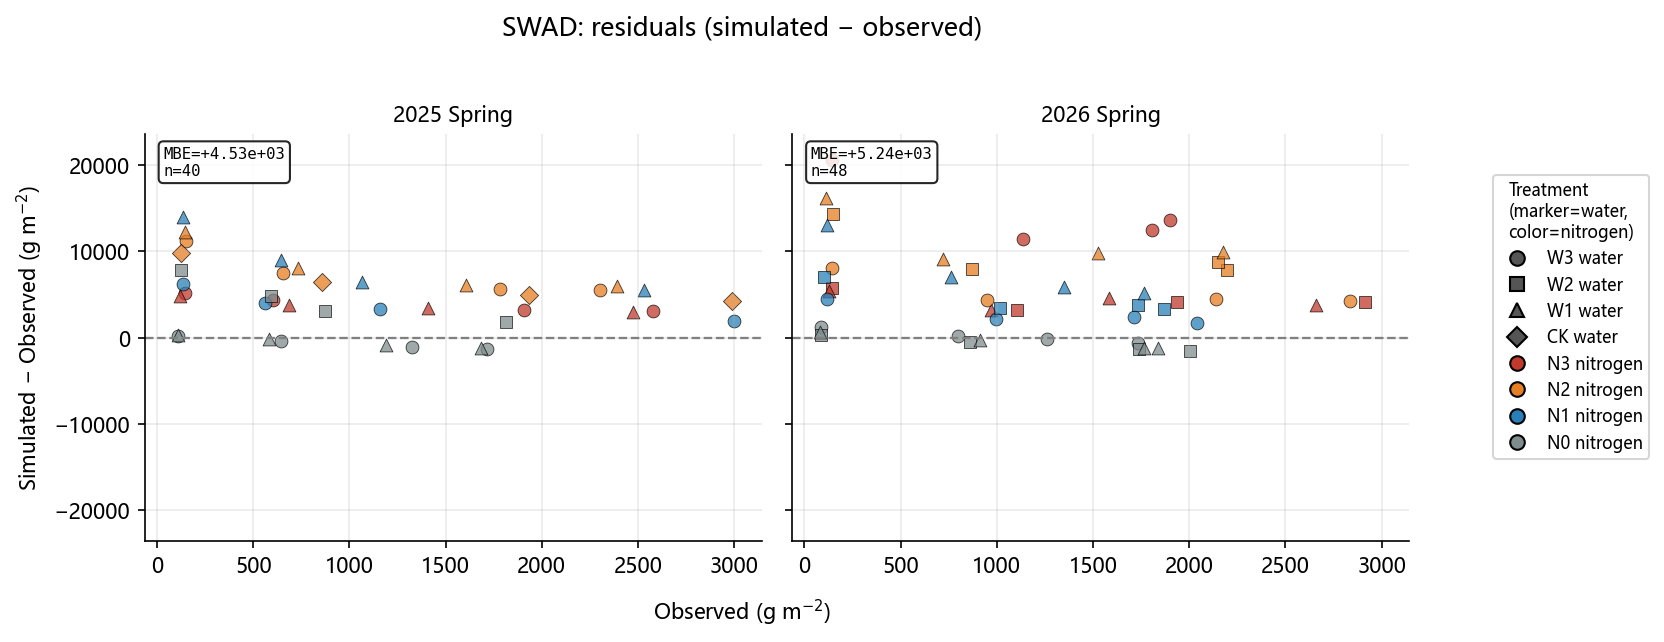 SWAD: residuals (simulated − observed)
2025 Spring
2026 Spring
MBE=+4.53e+03
n=40
MBE=+5.24e+03
n=48
20000
10000
0
−10000
−20000
Simulated − Observed (g m⁻²)
0 500 1000 1500 2000 2500 3000
0 500 1000 1500 2000 2500 3000
Observed (g m⁻²)
Treatment
(marker=water,
color=nitrogen)
W3 water
W2 water
W1 water
CK water
N3 nitrogen
N2 nitrogen
N1 nitrogen
N0 nitrogen